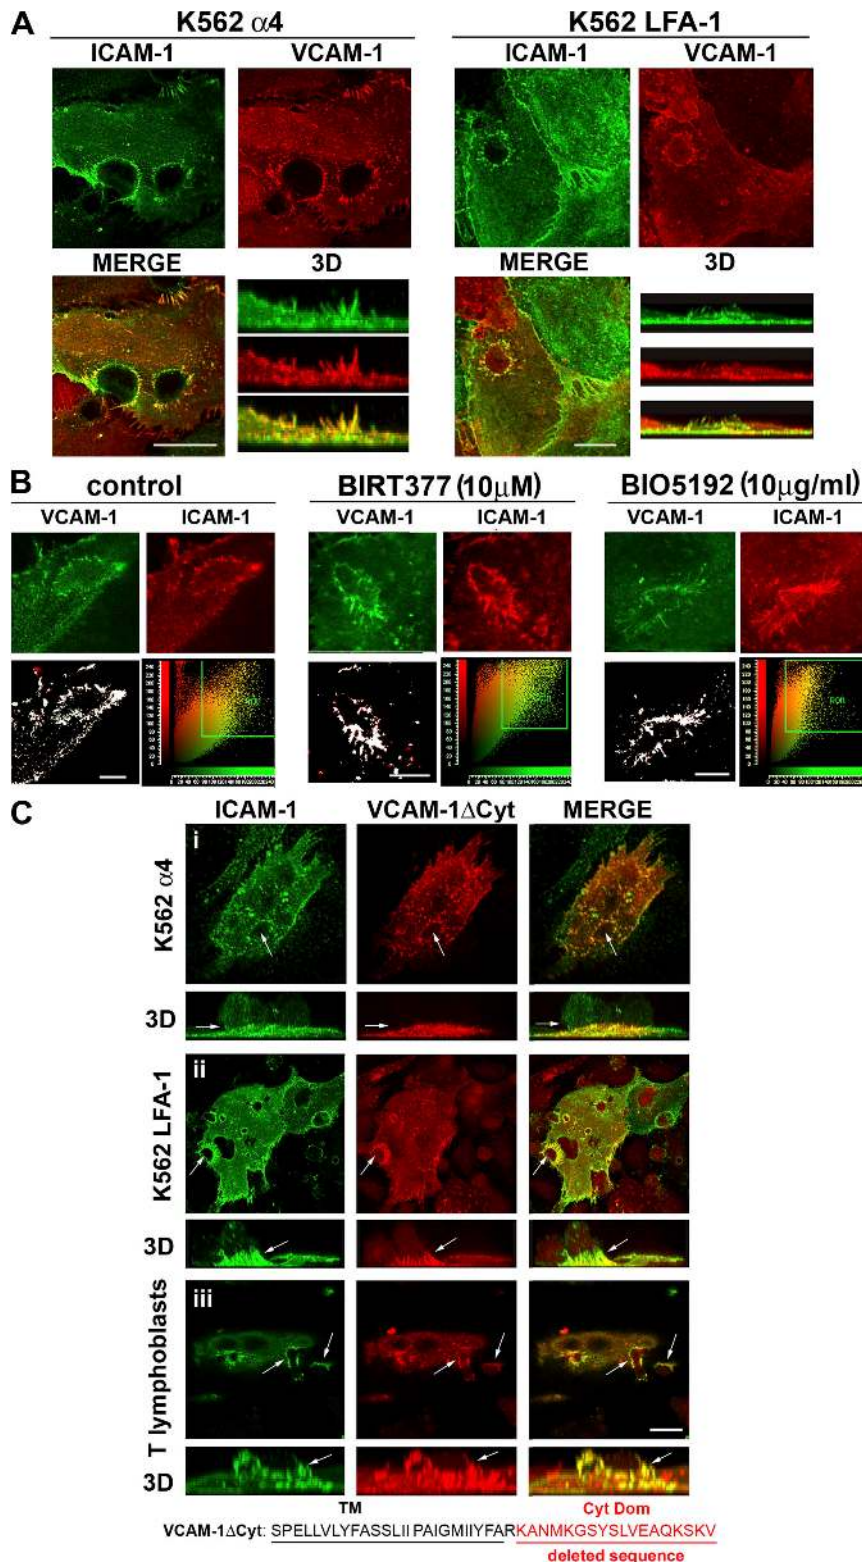 A
K562 α4
K562 LFA-1
ICAM-1 VCAM-1 ICAM-1 VCAM-1
MERGE 3D MERGE 3D
B
control BIRT377 (10μM) BIO5192 (10μg/ml)
VCAM-1 ICAM-1 VCAM-1 ICAM-1 VCAM-1 ICAM-1
C
ICAM-1 VCAM-1ΔCyt MERGE
i
K562 α4
3D
ii
K562 LFA-1
3D
iii
T lymphoblasts
3D
TM Cyt Dom
VCAM-1ΔCyt: SPELLVLYFASSLII PAIGMIIYFARKANMKGSYSLVEAQKSKV
deleted sequence